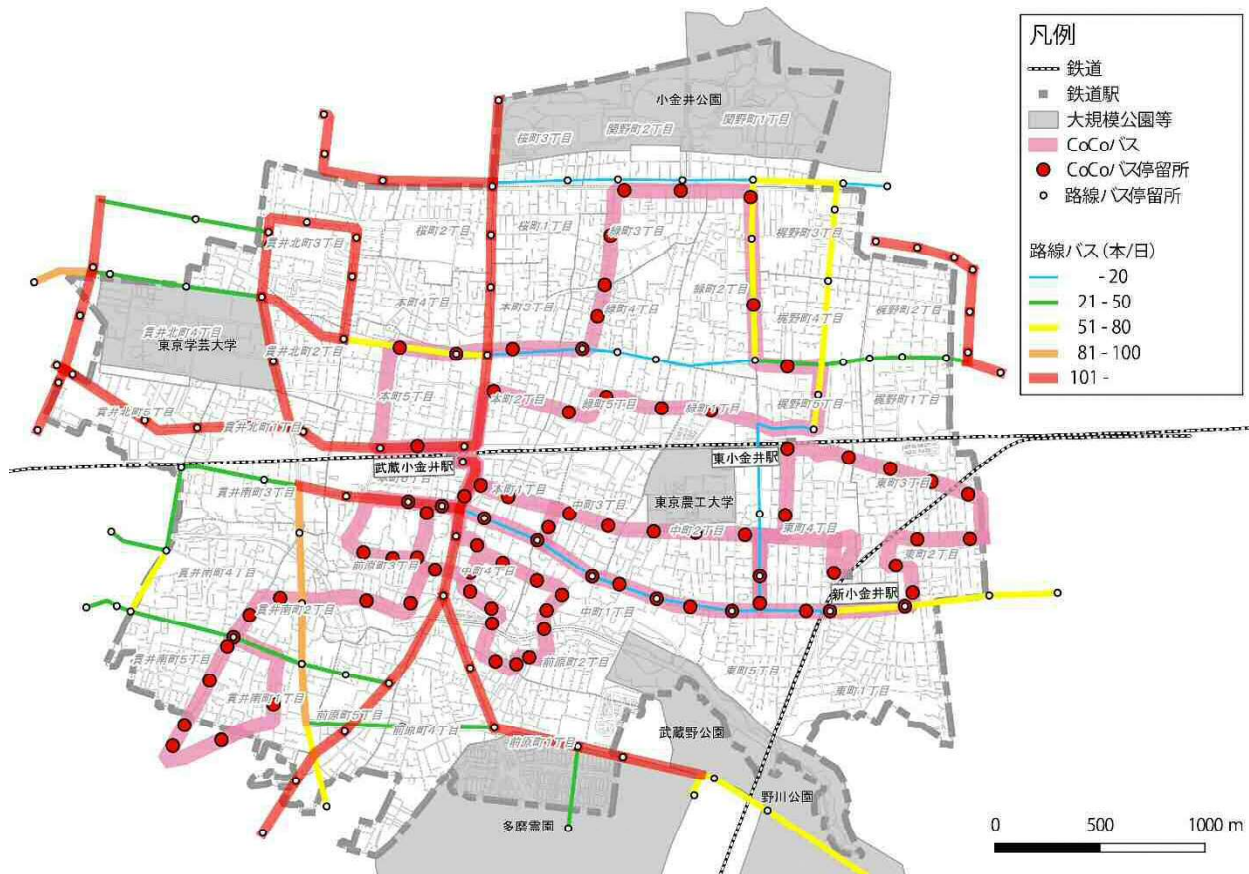 凡例
鉄道
鉄道駅
大規模公園等
CoCoバス
CoCoバス停留所
路線バス停留所
路線バス(本/日)
- 20
21 - 50
51 - 80
81 - 100
101 -
小金井公園
関野町1丁目
関野町2丁目
桜町3丁目
貫井北町3丁目
桜町2丁目
桜町1丁目
緑町3丁目
梶野町3丁目
緑町2丁目
本町4丁目
本町3丁目
緑町4丁目
梶野町4丁目
梶野町2丁目
貫井北町4丁目
東京学芸大学
貫井北町2丁目
本町5丁目
本町2丁目
緑町5丁目
緑町1丁目
梶野町5丁目
梶野町1丁目
貫井北町5丁目
貫井北町1丁目
武蔵小金井駅
東小金井駅
本町6丁目
本町1丁目
貫井南町3丁目
中町3丁目
東京農工大学
東町3丁目
中町2丁目
東町4丁目
東町2丁目
前原町3丁目
中町4丁目
貫井南町4丁目
貫井南町2丁目
中町1丁目
新小金井駅
貫井南町5丁目
前原町2丁目
東町5丁目
東町1丁目
貫井南町1丁目
前原町5丁目
前原町4丁目
前原町1丁目
武蔵野公園
野川公園
多磨霊園
0 500 1000 m